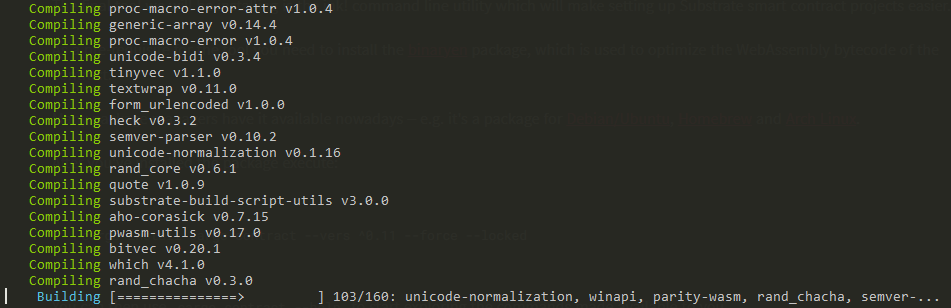 Compiling proc-macro-error-attr v1.0.4
Compiling generic-array v0.14.4
Compiling proc-macro-error v1.0.4
Compiling unicode-bidi v0.3.4
Compiling tinyvec v1.1.0
Compiling textwrap v0.11.0
Compiling form_urlencoded v1.0.0
Compiling heck v0.3.2
Compiling semver-parser v0.10.2
Compiling unicode-normalization v0.1.16
Compiling rand_core v0.6.1
Compiling quote v1.0.9
Compiling substrate-build-script-utils v3.0.0
Compiling aho-corasick v0.7.15
Compiling pwasm-utils v0.17.0
Compiling bitvec v0.20.1
Compiling which v4.1.0
Compiling rand_chacha v0.3.0
Building [===============>         ] 103/160: unicode-normalization, winapi, parity-wasm, rand_chacha, semver-...